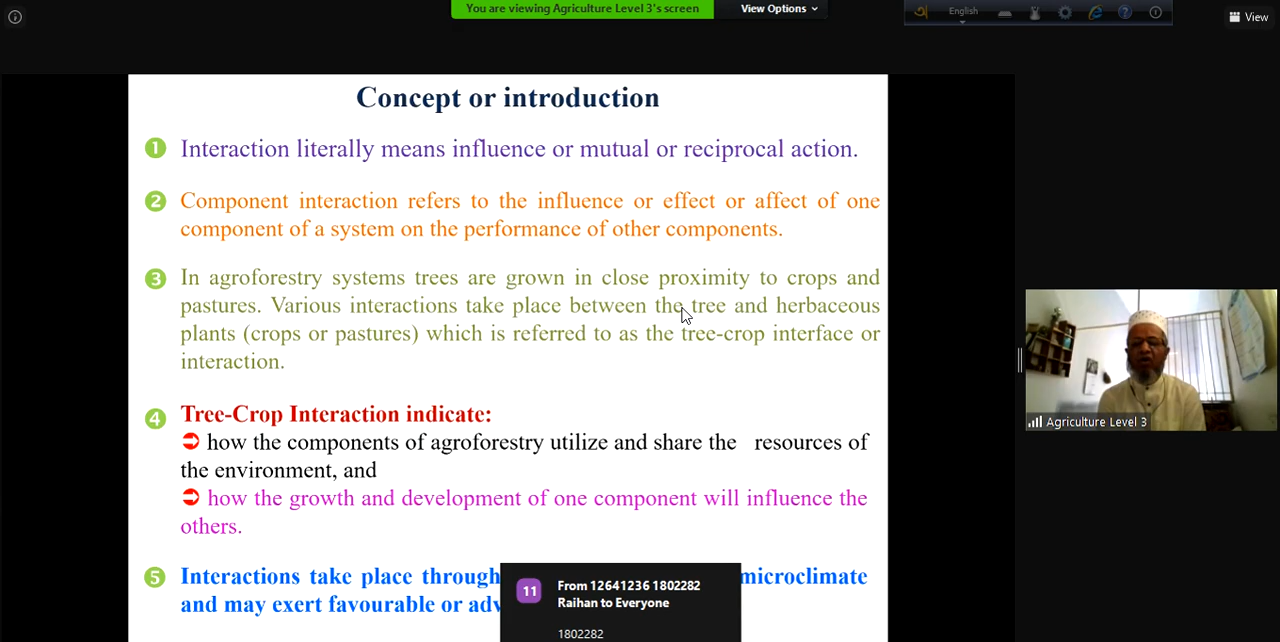 You are viewing Agriculture Level 3's screen
View Options
English
View
Concept or introduction
1 Interaction literally means influence or mutual or reciprocal action.
2 Component interaction refers to the influence or effect or affect of one
component of a system on the performance of other components.
3 In agroforestry systems trees are grown in close proximity to crops and
pastures. Various interactions take place between the tree and herbaceous
plants (crops or pastures) which is referred to as the tree-crop interface or
interaction.
4 Tree-Crop Interaction indicate:
➲ how the components of agroforestry utilize and share the resources of
the environment, and
➲ how the growth and development of one component will influence the
others.
5 Interactions take place through microclimate
and may exert favourable or
11
From 12641236 1802282
Raihan to Everyone
1802282
Agriculture Level 3